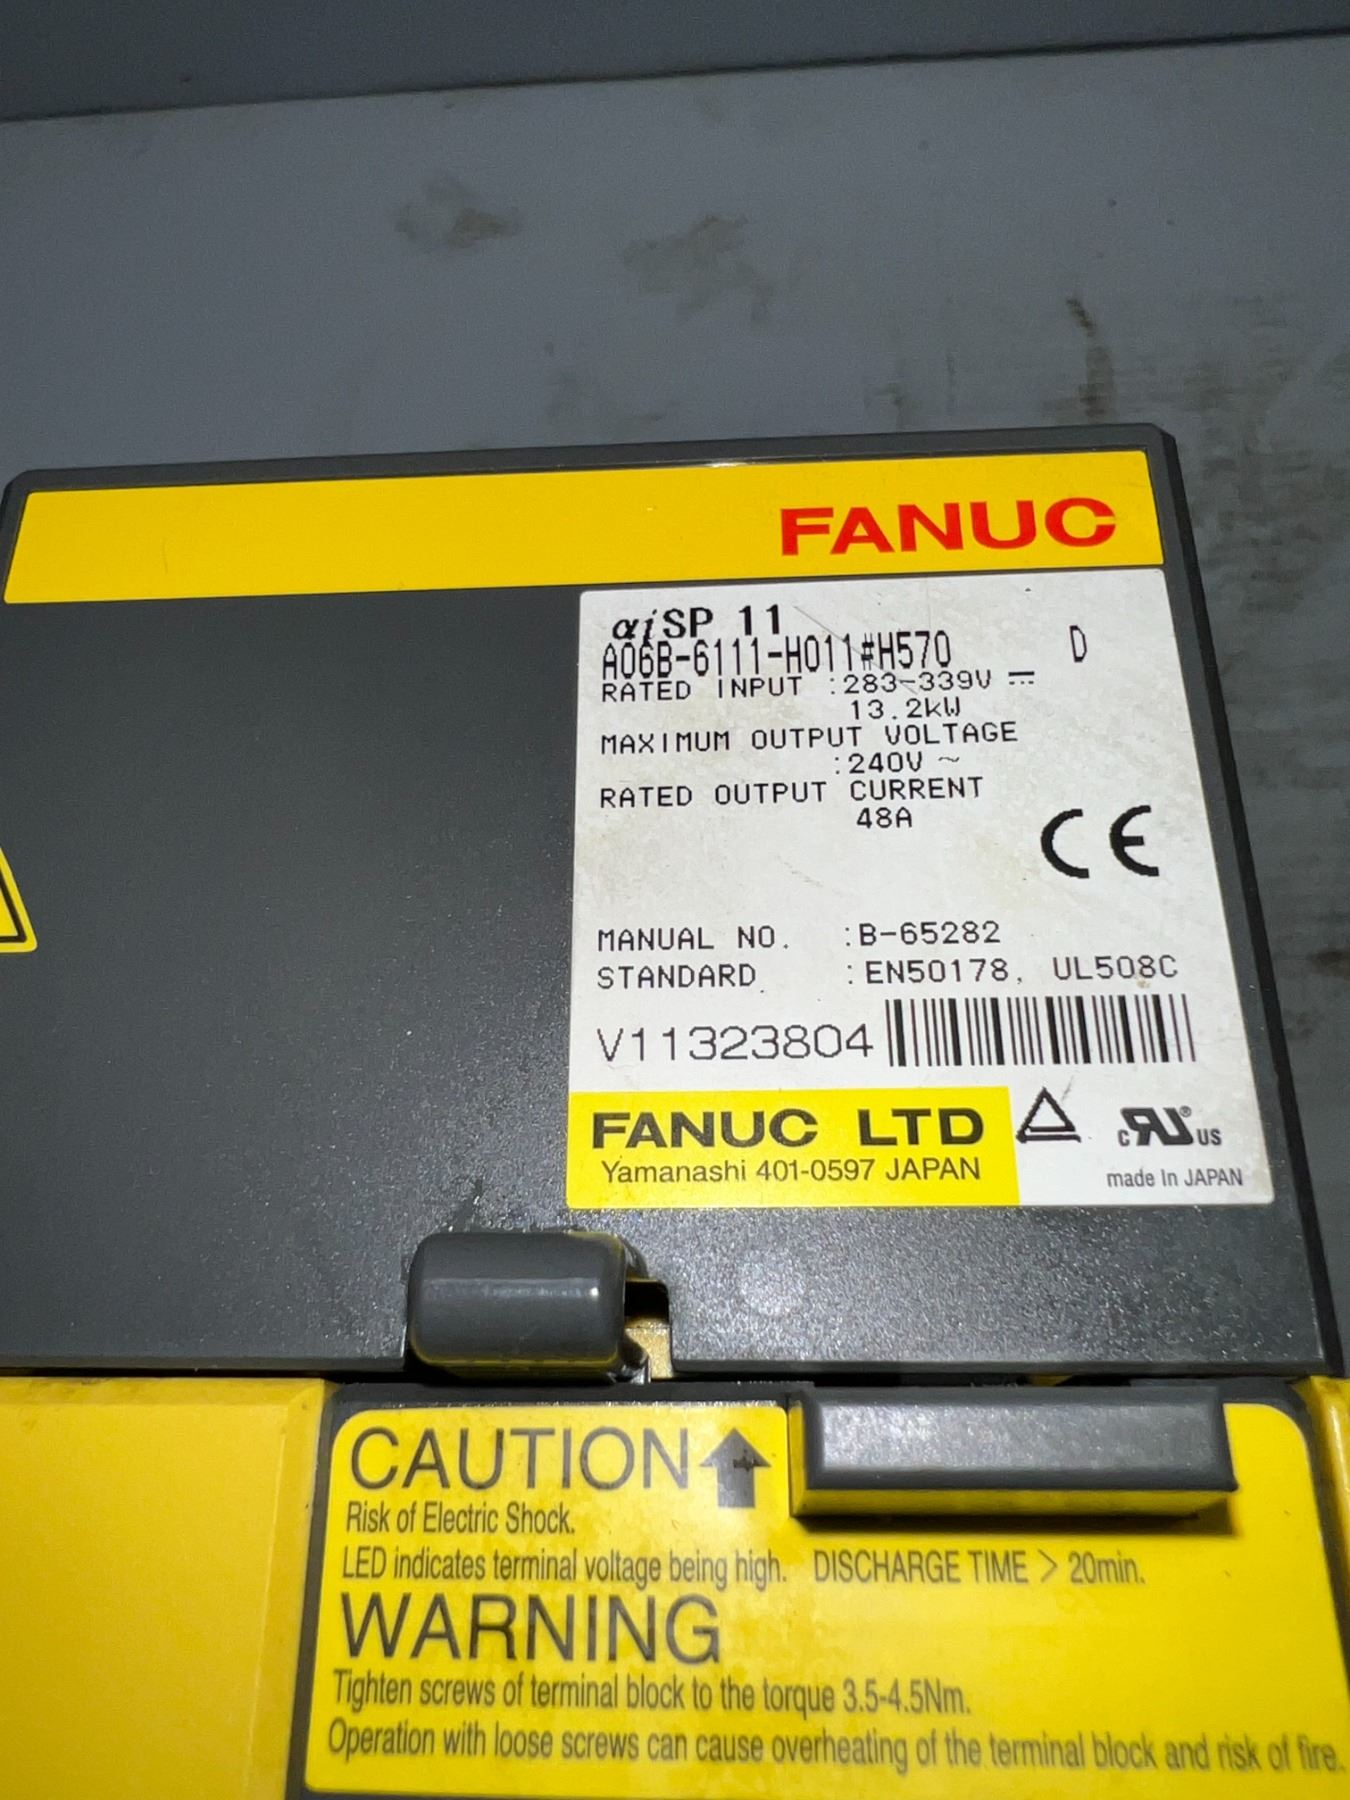 FANUC
αiSP 11
A06B-6111-H011#H570 D
RATED INPUT :283-339V ⎓
13.2kW
MAXIMUM OUTPUT VOLTAGE
:240V ~
RATED OUTPUT CURRENT
48A
CE
MANUAL NO. :B-65282
STANDARD :EN50178, UL508C
V11323804
FANUC LTD
Yamanashi 401-0597 JAPAN
c RU ® US
made In JAPAN
CAUTION
Risk of Electric Shock.
LED indicates terminal voltage being high. DISCHARGE TIME > 20min.
WARNING
Tighten screws of terminal block to the torque 3.5-4.5Nm.
Operation with loose screws can cause overheating of the terminal block and risk of fire.